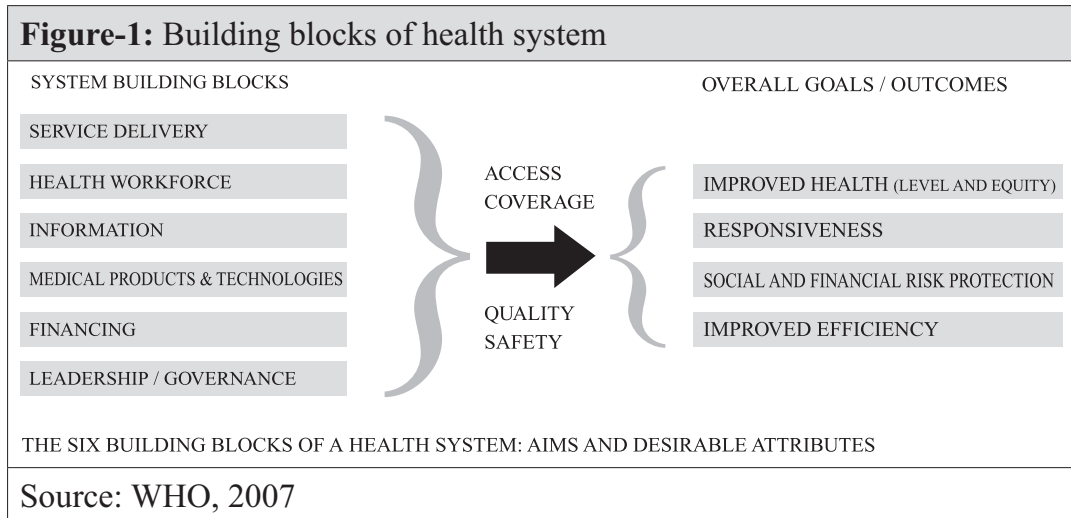 Figure-1: Building blocks of health system
SYSTEM BUILDING BLOCKS
SERVICE DELIVERY
HEALTH WORKFORCE
INFORMATION
MEDICAL PRODUCTS & TECHNOLOGIES
FINANCING
LEADERSHIP / GOVERNANCE
ACCESS
COVERAGE
QUALITY
SAFETY
OVERALL GOALS / OUTCOMES
IMPROVED HEALTH (LEVEL AND EQUITY)
RESPONSIVENESS
SOCIAL AND FINANCIAL RISK PROTECTION
IMPROVED EFFICIENCY
THE SIX BUILDING BLOCKS OF A HEALTH SYSTEM: AIMS AND DESIRABLE ATTRIBUTES
Source: WHO, 2007